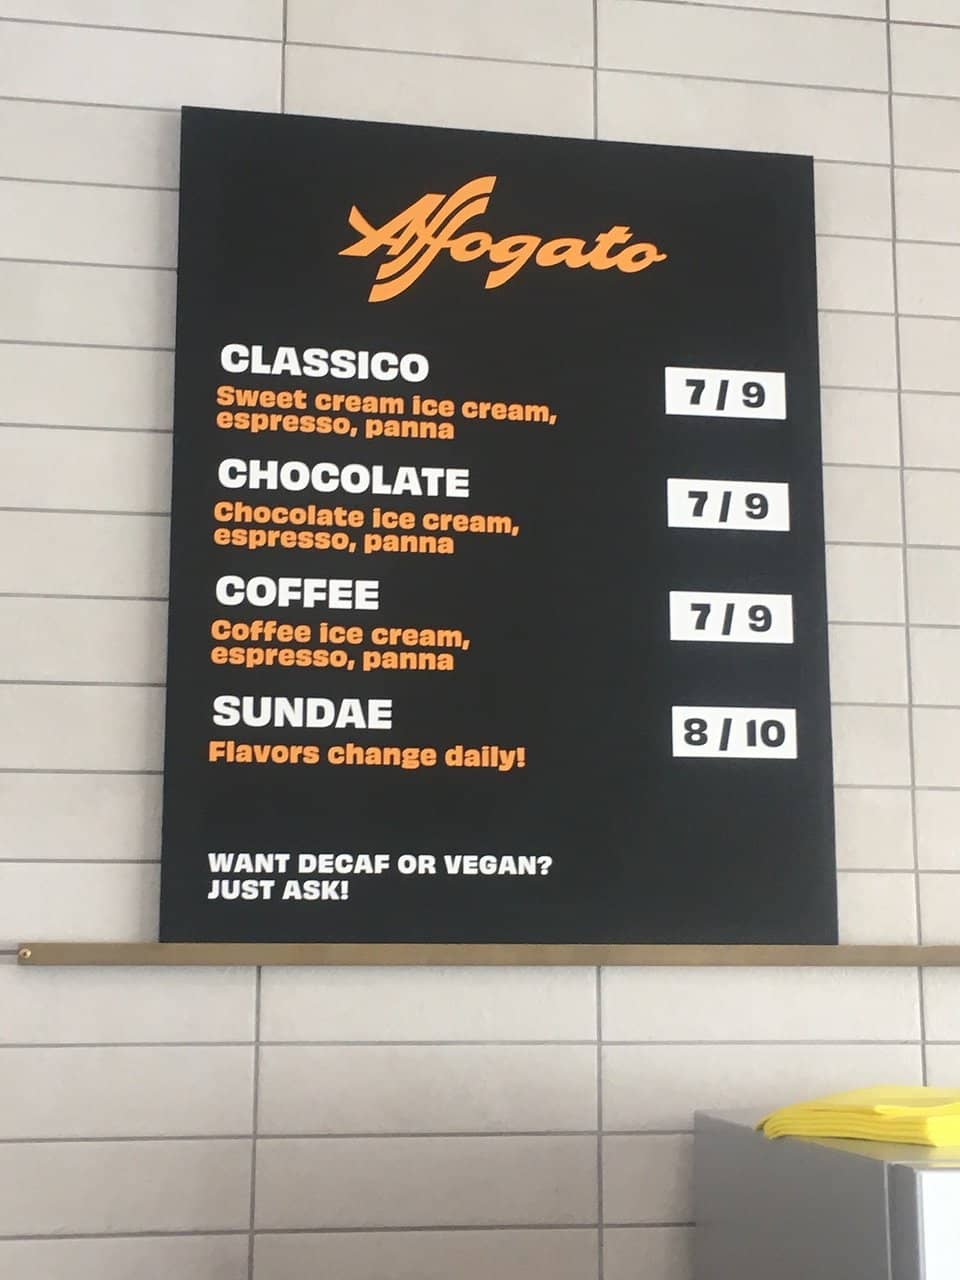 Affogato
CLASSICO
Sweet cream ice cream,
espresso, panna
7 / 9
CHOCOLATE
Chocolate ice cream,
espresso, panna
7 / 9
COFFEE
Coffee ice cream,
espresso, panna
7 / 9
SUNDAE
Flavors change daily!
8 / 10
WANT DECAF OR VEGAN?
JUST ASK!